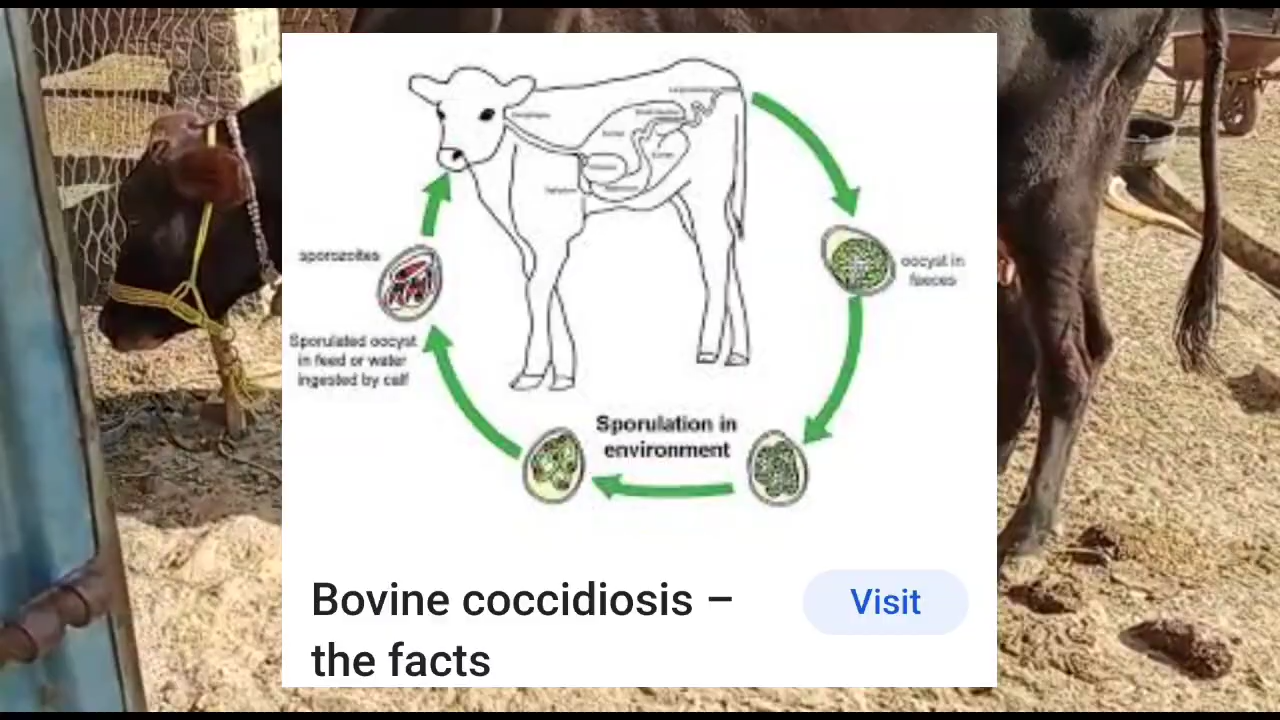 sporozoites
oocyst in
faeces
Sporulated oocyst
in feed or water
ingested by calf
Sporulation in
environment
Bovine coccidiosis –
the facts
Visit